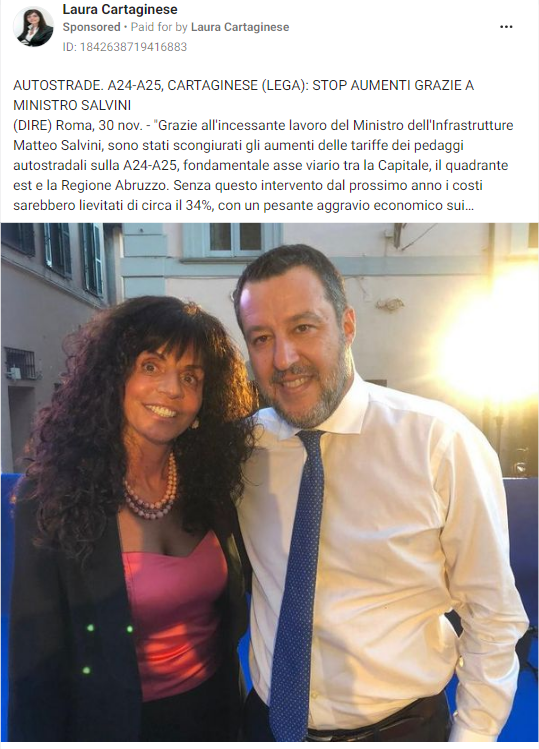 Laura Cartaginese
Sponsored • Paid for by Laura Cartaginese
ID: 1842638719416883
AUTOSTRADE. A24-A25, CARTAGINESE (LEGA): STOP AUMENTI GRAZIE A
MINISTRO SALVINI
(DIRE) Roma, 30 nov. - "Grazie all'incessante lavoro del Ministro dell'Infrastrutture
Matteo Salvini, sono stati scongiurati gli aumenti delle tariffe dei pedaggi
autostradali sulla A24-A25, fondamentale asse viario tra la Capitale, il quadrante
est e la Regione Abruzzo. Senza questo intervento dal prossimo anno i costi
sarebbero lievitati di circa il 34%, con un pesante aggravio economico sui...